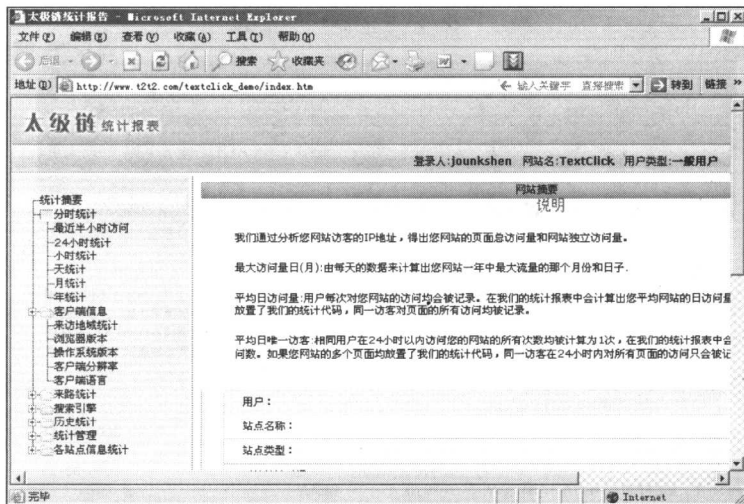 太极链统计报告 - Microsoft Internet Explorer
文件(F) 编辑(E) 查看(V) 收藏(A) 工具(T) 帮助(H)
后退 搜索 收藏夹
地址(D) http://www.t2t2.com/textclick_demo/index.htm 输入关键字 直接搜索 转到 链接 »
太级链 统计报表
登录人:jounkshen 网站名:TextClick 用户类型:一般用户
统计摘要
分时统计
最近半小时访问
24小时统计
小时统计
天统计
月统计
年统计
客户端信息
来访地域统计
浏览器版本
操作系统版本
客户端分辨率
客户端语言
来路统计
搜索引擎
历史统计
统计管理
各站点信息统计
网站摘要
说明
我们通过分析您网站访客的IP地址，得出您网站的页面总访问量和网站独立访问量。
最大访问量日(月):由每天的数据来计算出您网站一年中最大流量的那个月份和日子.
平均日访问量:用户每次对您网站的访问均会被记录。在我们的统计报表中会计算出您平均网站的日访问量
放置了我们的统计代码，同一访客对页面的所有访问均被记录。
平均日唯一访客:相同用户在24小时以内访问您的网站的所有次数均被计算为1次，在我们的统计报表中会
问数。如果您网站的多个页面均放置了我们的统计代码，同一访客在24小时内对所有页面的访问只会被记
用户：
站点名称：
站点类型：
完毕 Internet